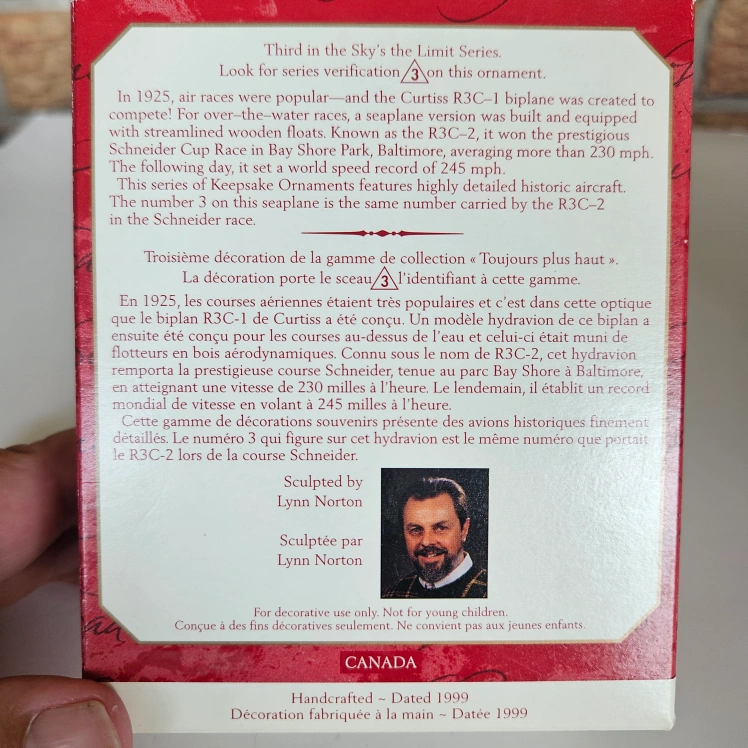 Third in the Sky's the Limit Series.
Look for series verification 3 on this ornament.
In 1925, air races were popular—and the Curtiss R3C–1 biplane was created to
compete! For over–the–water races, a seaplane version was built and equipped
with streamlined wooden floats. Known as the R3C–2, it won the prestigious
Schneider Cup Race in Bay Shore Park, Baltimore, averaging more than 230 mph.
The following day, it set a world speed record of 245 mph.
This series of Keepsake Ornaments features highly detailed historic aircraft.
The number 3 on this seaplane is the same number carried by the R3C–2
in the Schneider race.
Troisième décoration de la gamme de collection « Toujours plus haut ».
La décoration porte le sceau 3 l'identifiant à cette gamme.
En 1925, les courses aériennes étaient très populaires et c'est dans cette optique
que le biplan R3C-1 de Curtiss a été conçu. Un modèle hydravion de ce biplan a
ensuite été conçu pour les courses au-dessus de l'eau et celui-ci était muni de
flotteurs en bois aérodynamiques. Connu sous le nom de R3C-2, cet hydravion
remporta la prestigieuse course Schneider, tenue au parc Bay Shore à Baltimore,
en atteignant une vitesse de 230 milles à l'heure. Le lendemain, il établit un record
mondial de vitesse en volant à 245 milles à l'heure.
Cette gamme de décorations souvenirs présente des avions historiques finement
détaillés. Le numéro 3 qui figure sur cet hydravion est le même numéro que portait
le R3C-2 lors de la course Schneider.
Sculpted by
Lynn Norton
Sculptée par
Lynn Norton
For decorative use only. Not for young children.
Conçue à des fins décoratives seulement. Ne convient pas aux jeunes enfants.
CANADA
Handcrafted ~ Dated 1999
Décoration fabriquée à la main ~ Datée 1999